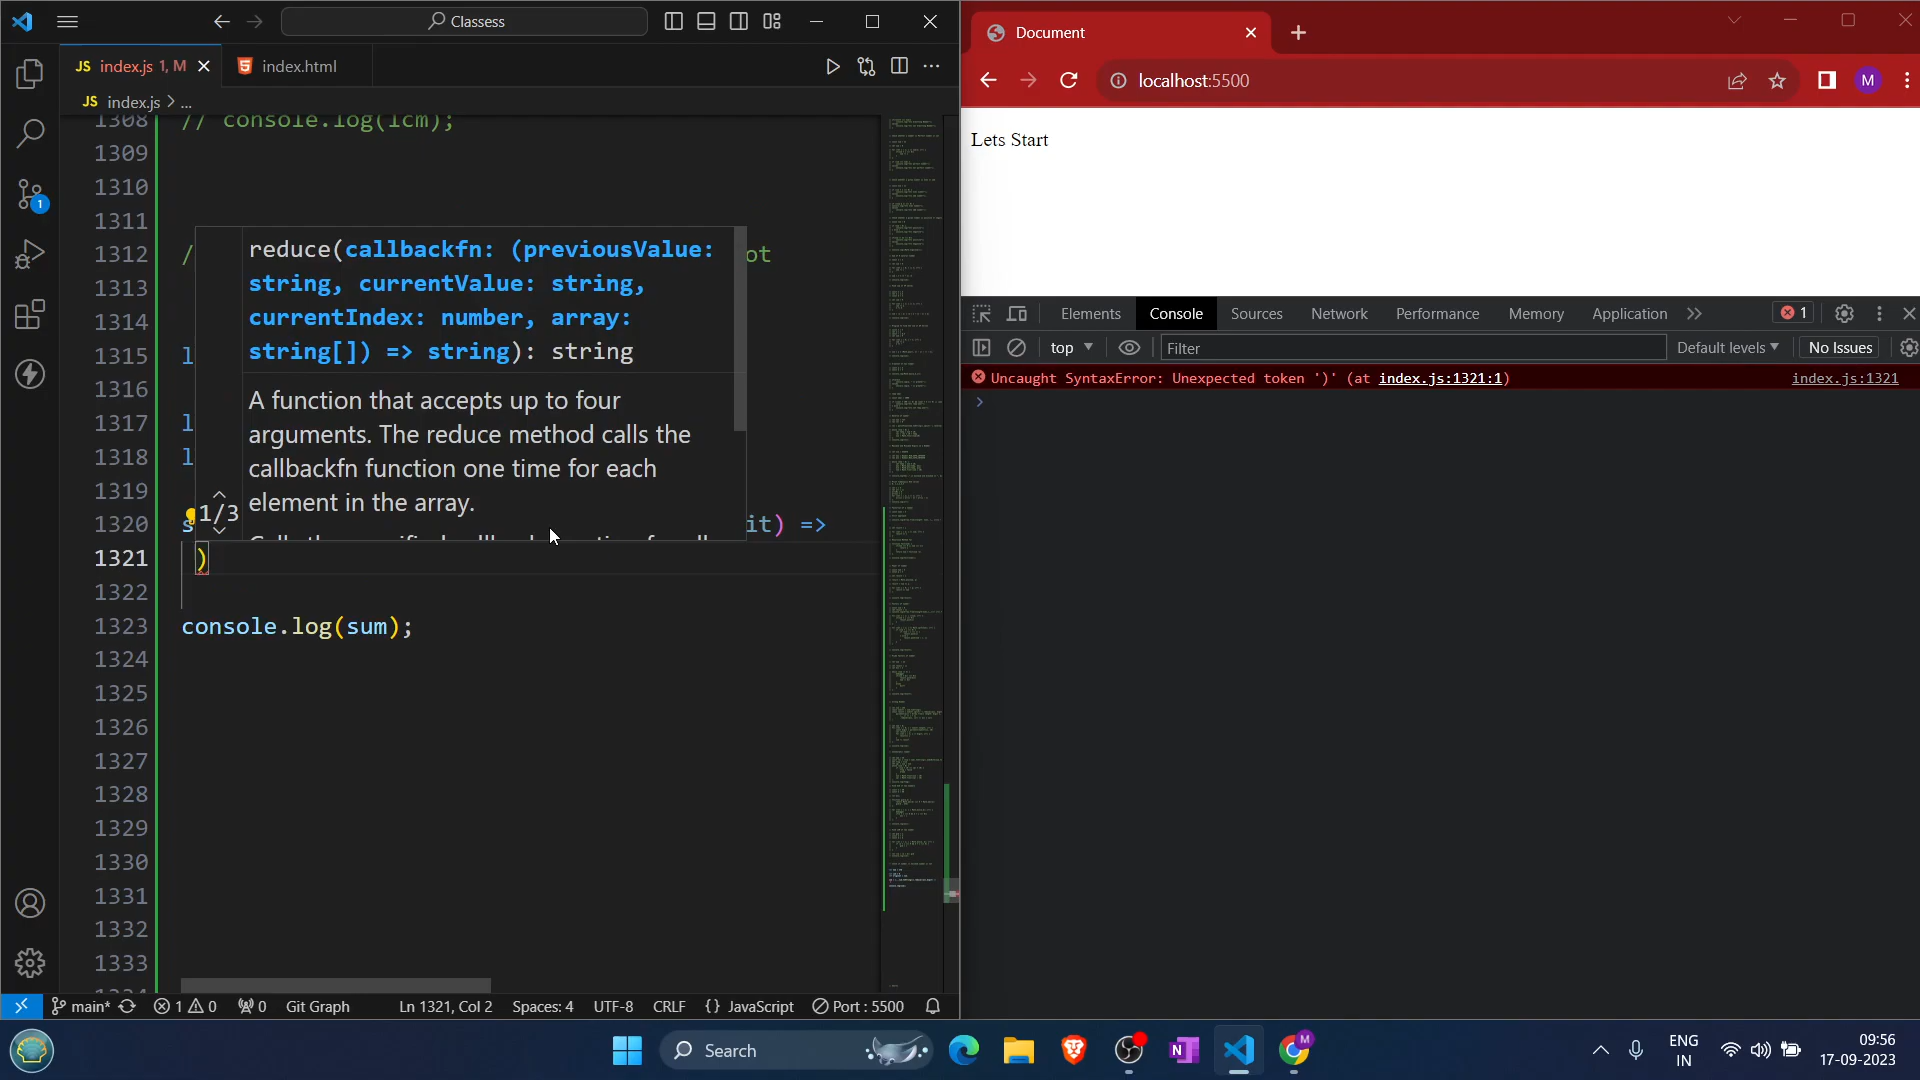 Classess
JS index.js 1, M
index.html
JS index.js > ...
1308 // console.log(lcm);
1309
1310
1311
1312 / ot
1313
1314
1315 l
1316
1317 l
1318 l
1319
1320 s it) =>
1321 )
1322
1323 console.log(sum);
1324
1325
1326
1327
1328
1329
1330
1331
1332
1333
reduce(callbackfn: (previousValue:
string, currentValue: string,
currentIndex: number, array:
string[]) => string): string
A function that accepts up to four
arguments. The reduce method calls the
callbackfn function one time for each
element in the array.
1/3
1
main* 1 0 0 Git Graph Ln 1321, Col 2 Spaces: 4 UTF-8 CRLF {} JavaScript Port : 5500
Document
localhost:5500
M
Lets Start
Elements Console Sources Network Performance Memory Application 1
top Filter Default levels No Issues
Uncaught SyntaxError: Unexpected token ')' (at index.js:1321:1) index.js:1321
Search
N
M
ENG
IN
09:56
17-09-2023